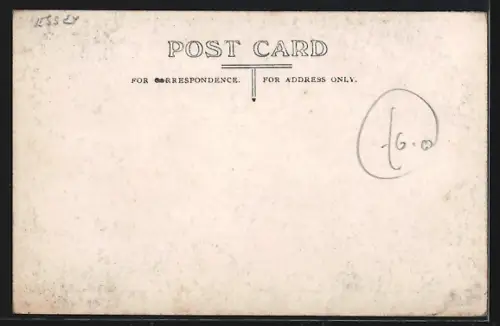 POST CARD
FOR CORRESPONDENCE. FOR ADDRESS ONLY.